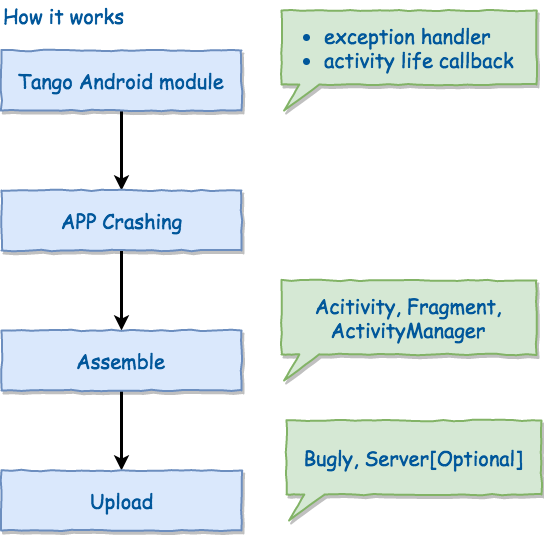 How it works
Tango Android module
• exception handler
• activity life callback
APP Crashing
Assemble
Acitivity, Fragment,
ActivityManager
Upload
Bugly, Server[Optional]